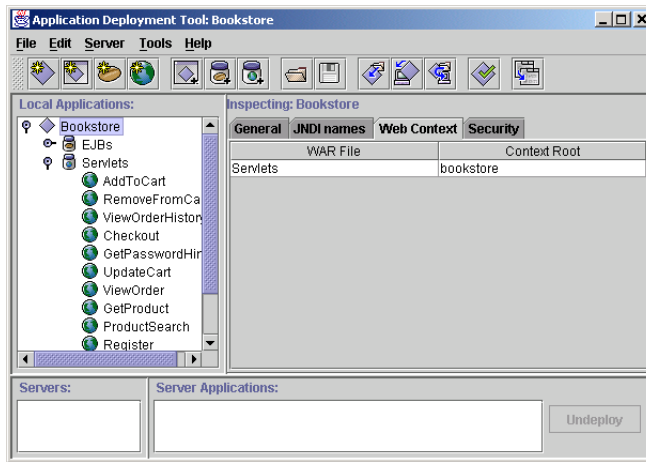 Application Deployment Tool: Bookstore
File Edit Server Tools Help
Local Applications:
Bookstore
EJBs
Servlets
AddToCart
RemoveFromCa
ViewOrderHistory
Checkout
GetPasswordHin
UpdateCart
ViewOrder
GetProduct
ProductSearch
Register
Inspecting: Bookstore
General JNDI names Web Context Security
WAR File Context Root
Servlets bookstore
Servers:
Server Applications:
Undeploy